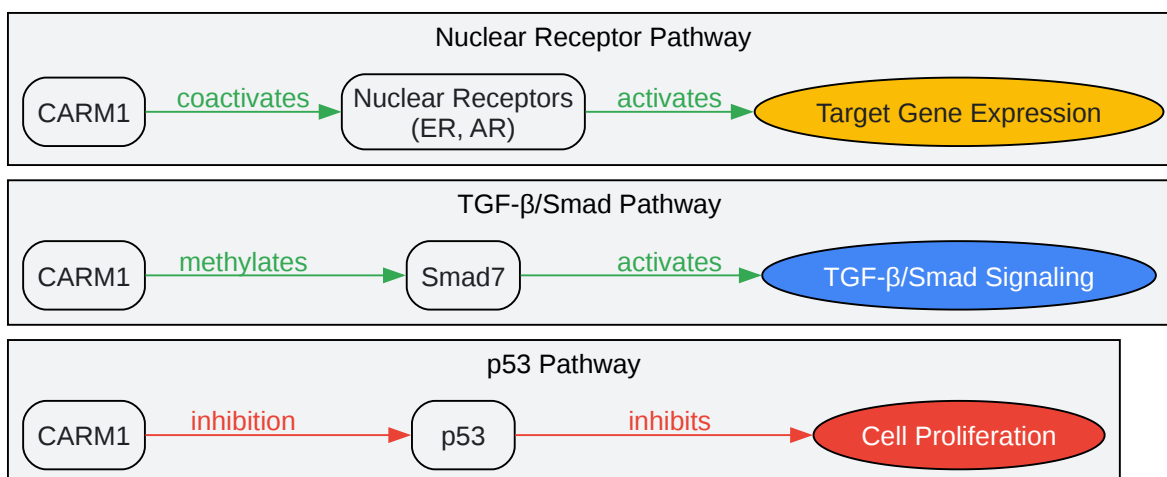 Nuclear Receptor Pathway
CARM1
coactivates
Nuclear Receptors
(ER, AR)
activates
Target Gene Expression
TGF-β/Smad Pathway
CARM1
methylates
Smad7
activates
TGF-β/Smad Signaling
p53 Pathway
CARM1
inhibition
p53
inhibits
Cell Proliferation